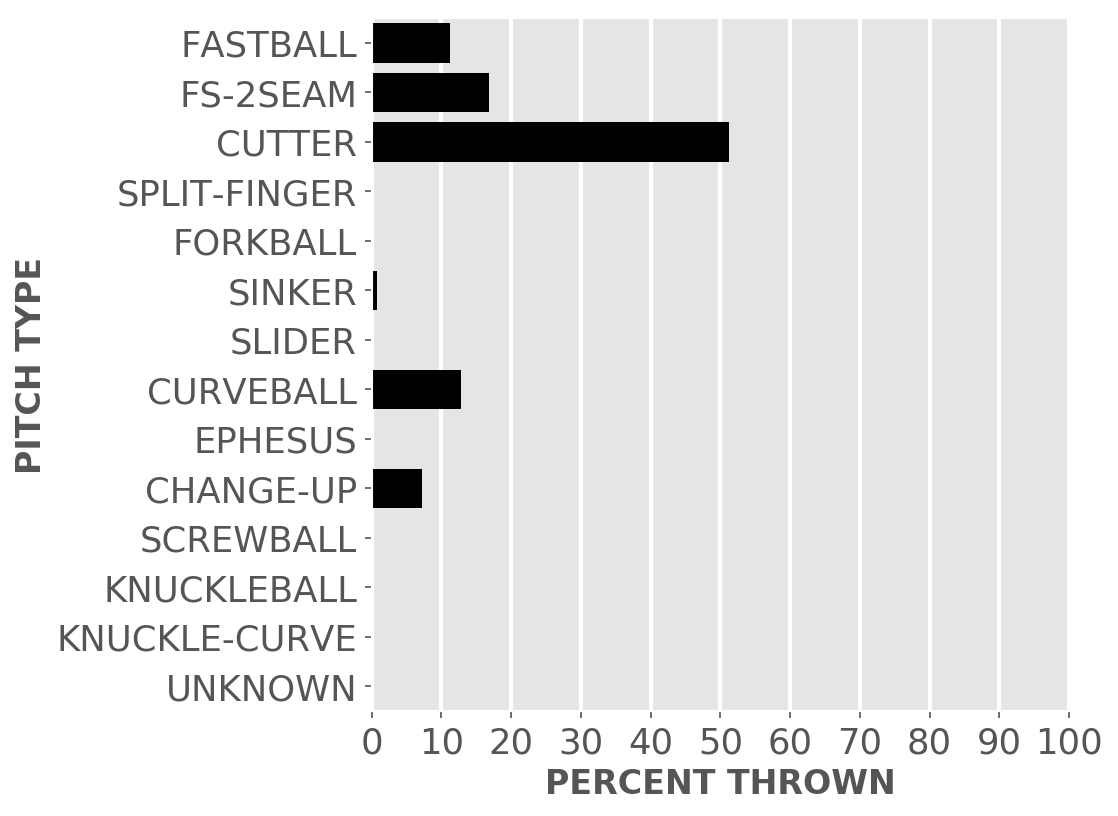 FASTBALL
FS-2SEAM
CUTTER
SPLIT-FINGER
FORKBALL
SINKER
SLIDER
CURVEBALL
EPHESUS
CHANGE-UP
SCREWBALL
KNUCKLEBALL
KNUCKLE-CURVE
UNKNOWN
PITCH TYPE
0 10 20 30 40 50 60 70 80 90 100
PERCENT THROWN